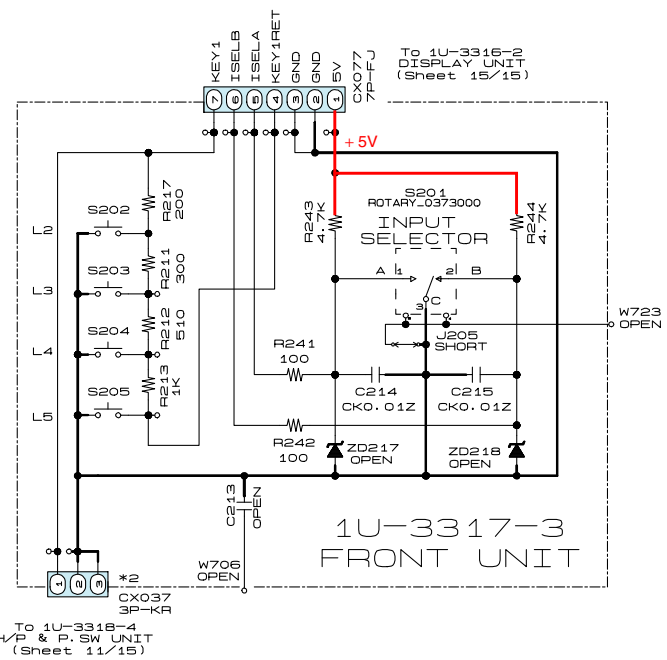 KEY1
ISELB
ISELA
KEY1RET
GND
GND
5V
CX077
7P-FJ
To 1U-3316-2
DISPLAY UNIT
(Sheet 15/15)
7
6
5
4
3
2
1
+5V
R217
200
S202
L2
R211
300
S203
L3
R212
510
S204
L4
R213
1K
S205
L5
R243
4.7K
S201
ROTARY_0373000
INPUT
SELECTOR
R244
4.7K
A
1
2
B
3
C
4
W723
OPEN
J205
SHORT
R241
100
C214
CK0.01Z
C215
CK0.01Z
R242
100
ZD217
OPEN
ZD218
OPEN
C213
OPEN
W706
OPEN
1U-3317-3
FRONT UNIT
1
2
3
*2
CX037
3P-KR
To 1U-3318-4
H/P & P.SW UNIT
(Sheet 11/15)